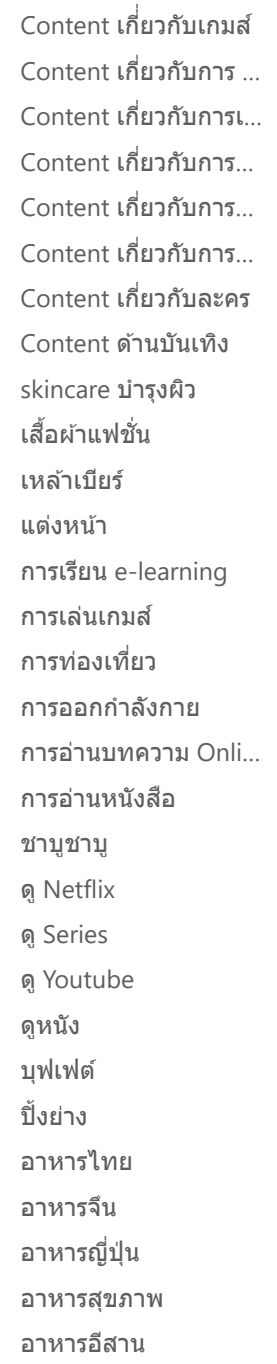 Content เกี่ยวกับเกมส์
Content เกี่ยวกับการ ...
Content เกี่ยวกับการเ...
Content เกี่ยวกับการ...
Content เกี่ยวกับการ...
Content เกี่ยวกับการ...
Content เกี่ยวกับละคร
Content ด้านบันเทิง
skincare บำรุงผิว
เสื้อผ้าแฟชั่น
เหล้าเบียร์
แต่งหน้า
การเรียน e-learning
การเล่นเกมส์
การท่องเที่ยว
การออกกำลังกาย
การอ่านบทความ Onli...
การอ่านหนังสือ
ชาบูชาบู
ดู Netflix
ดู Series
ดู Youtube
ดูหนัง
บุฟเฟต์
ปิ้งย่าง
อาหารไทย
อาหารจีน
อาหารญี่ปุ่น
อาหารสุขภาพ
อาหารอีสาน